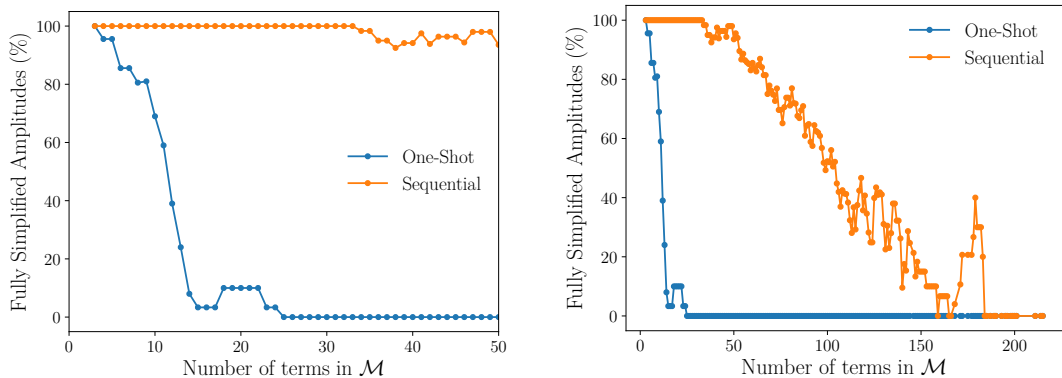 Fully Simplified Amplitudes (%)
100
80
60
40
20
0
One-Shot
Sequential
0
10
20
30
40
50
Number of terms in ℳ
Fully Simplified Amplitudes (%)
100
80
60
40
20
0
One-Shot
Sequential
0
50
100
150
200
Number of terms in ℳ